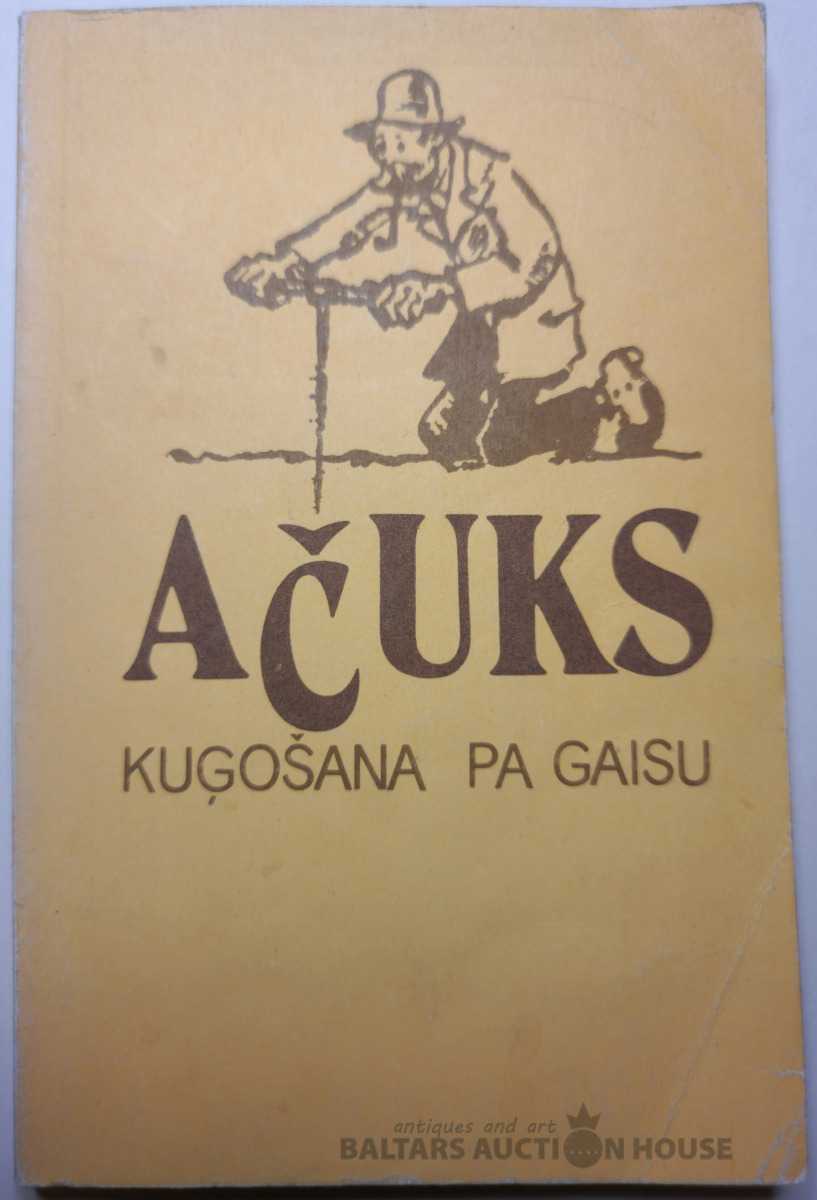 AČUKS
KUĢOŠANA PA GAISU
antiques and art
BALTARS AUCTION HOUSE